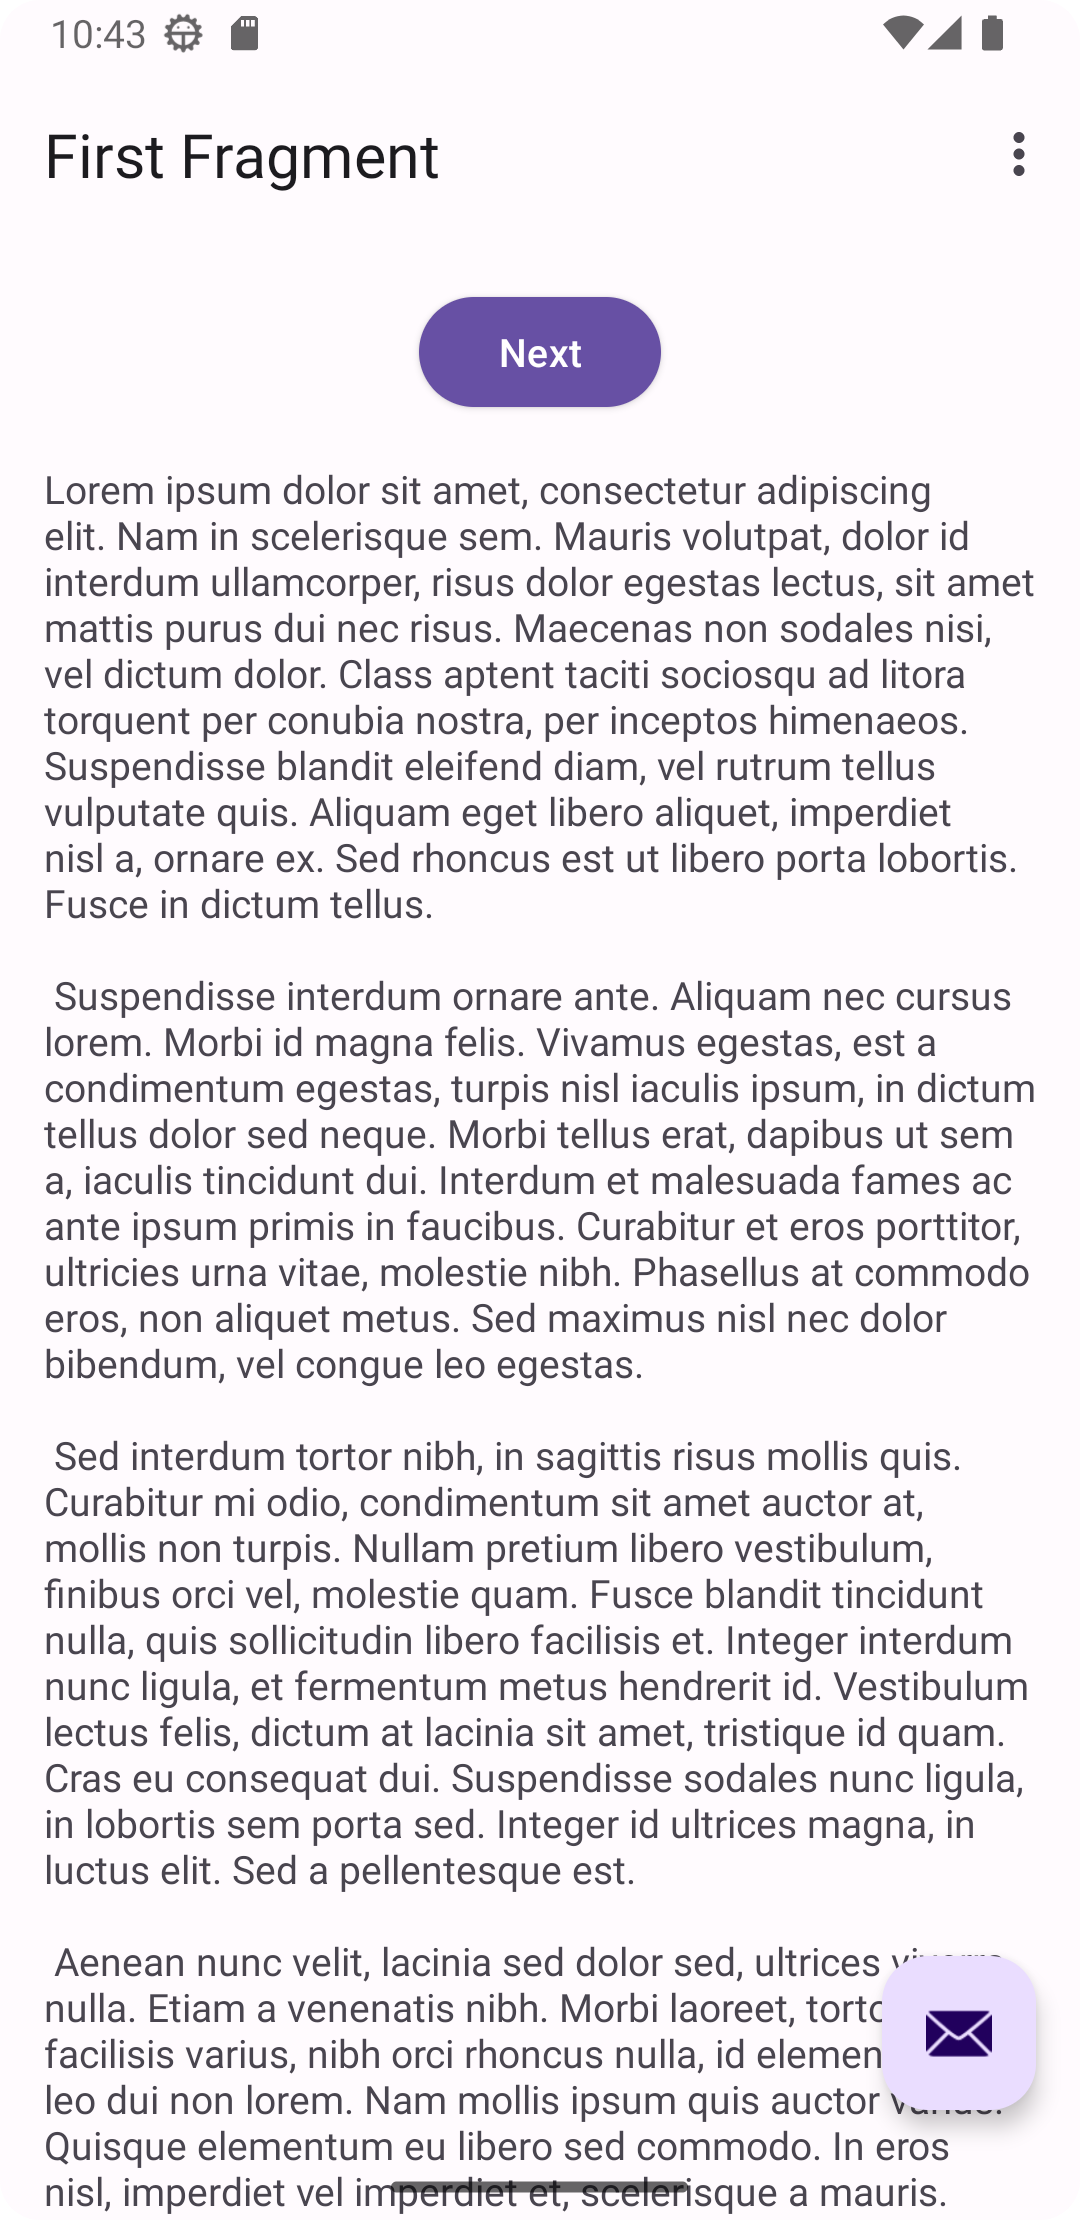 10:43
First Fragment
Next
Lorem ipsum dolor sit amet, consectetur adipiscing
elit. Nam in scelerisque sem. Mauris volutpat, dolor id
interdum ullamcorper, risus dolor egestas lectus, sit amet
mattis purus dui nec risus. Maecenas non sodales nisi,
vel dictum dolor. Class aptent taciti sociosqu ad litora
torquent per conubia nostra, per inceptos himenaeos.
Suspendisse blandit eleifend diam, vel rutrum tellus
vulputate quis. Aliquam eget libero aliquet, imperdiet
nisl a, ornare ex. Sed rhoncus est ut libero porta lobortis.
Fusce in dictum tellus.
Suspendisse interdum ornare ante. Aliquam nec cursus
lorem. Morbi id magna felis. Vivamus egestas, est a
condimentum egestas, turpis nisl iaculis ipsum, in dictum
tellus dolor sed neque. Morbi tellus erat, dapibus ut sem
a, iaculis tincidunt dui. Interdum et malesuada fames ac
ante ipsum primis in faucibus. Curabitur et eros porttitor,
ultricies urna vitae, molestie nibh. Phasellus at commodo
eros, non aliquet metus. Sed maximus nisl nec dolor
bibendum, vel congue leo egestas.
Sed interdum tortor nibh, in sagittis risus mollis quis.
Curabitur mi odio, condimentum sit amet auctor at,
mollis non turpis. Nullam pretium libero vestibulum,
finibus orci vel, molestie quam. Fusce blandit tincidunt
nulla, quis sollicitudin libero facilisis et. Integer interdum
nunc ligula, et fermentum metus hendrerit id. Vestibulum
lectus felis, dictum at lacinia sit amet, tristique id quam.
Cras eu consequat dui. Suspendisse sodales nunc ligula,
in lobortis sem porta sed. Integer id ultrices magna, in
luctus elit. Sed a pellentesque est.
Aenean nunc velit, lacinia sed dolor sed, ultrices
nulla. Etiam a venenatis nibh. Morbi laoreet,
facilisis varius, nibh orci rhoncus nulla, id
leo dui non lorem. Nam mollis ipsum quis auctor
Quisque elementum eu libero sed commodo. In eros
nisl, imperdiet vel imperdiet et, scelerisque a mauris.